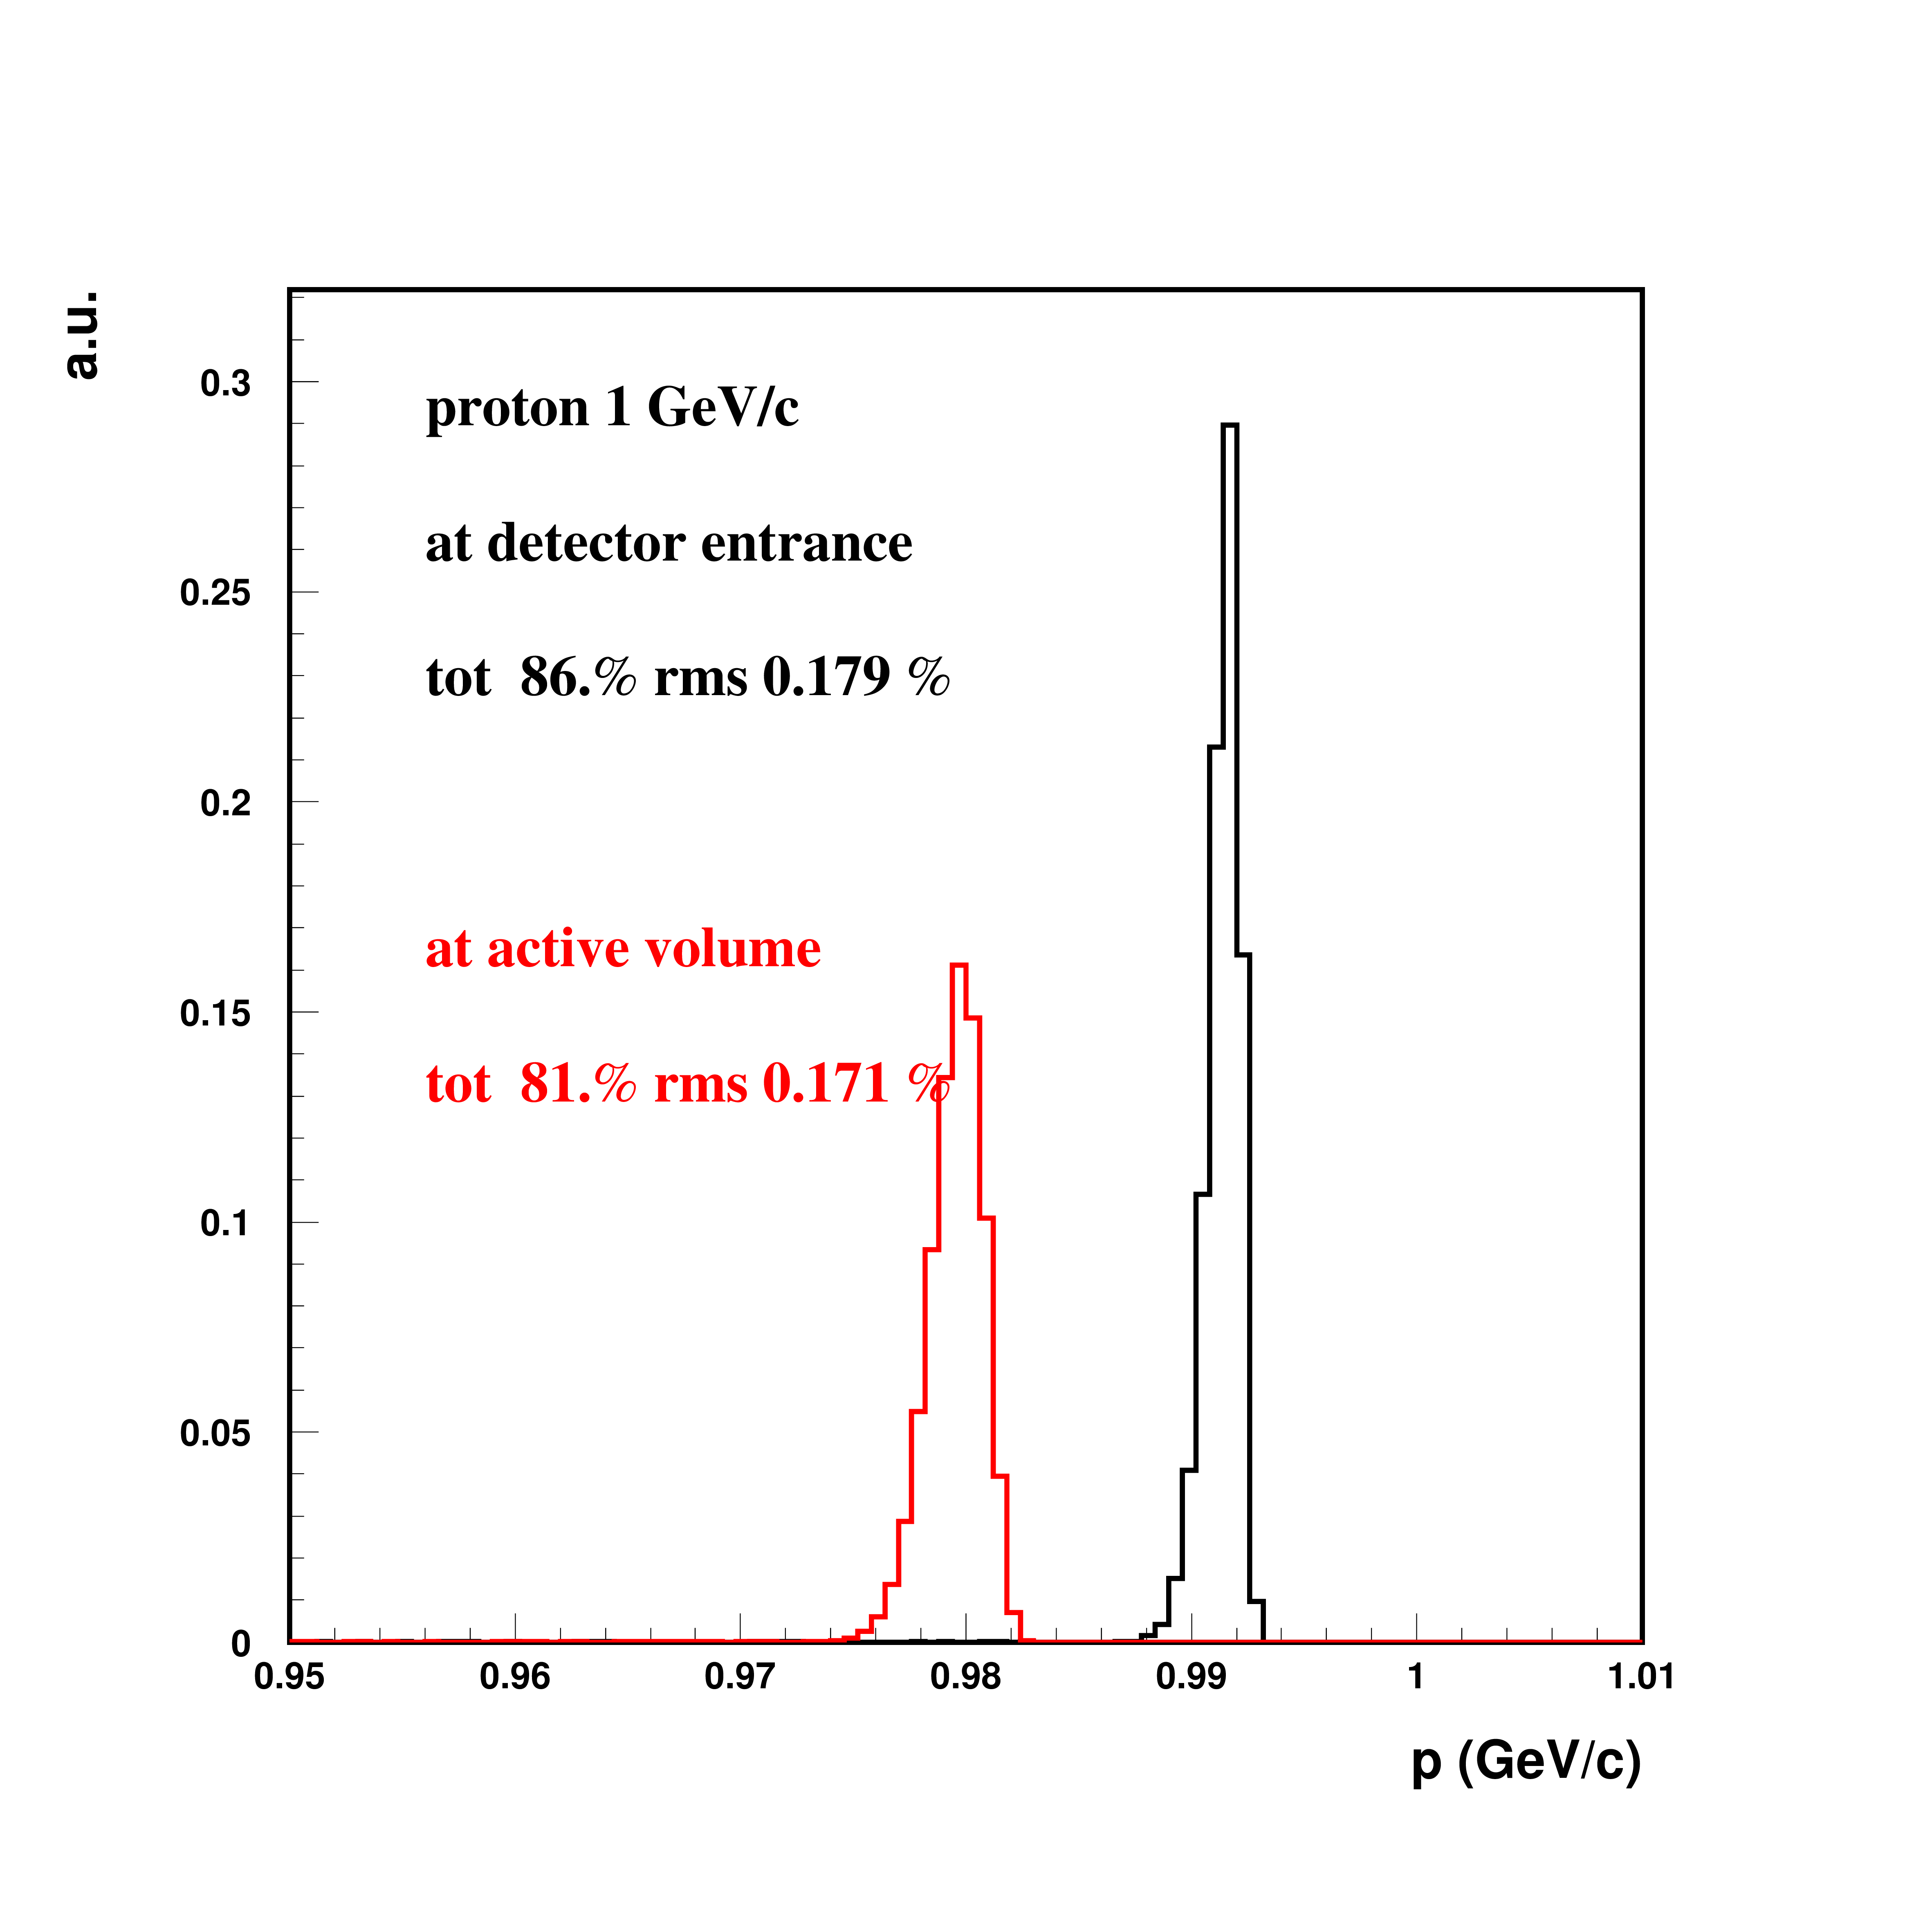 a.u.
0.3
0.25
0.2
0.15
0.1
0.05
0
proton 1 GeV/c
at detector entrance
tot 86.% rms 0.179 %
at active volume
tot 81.% rms 0.171 %
0.95 0.96 0.97 0.98 0.99 1 1.01
p (GeV/c)